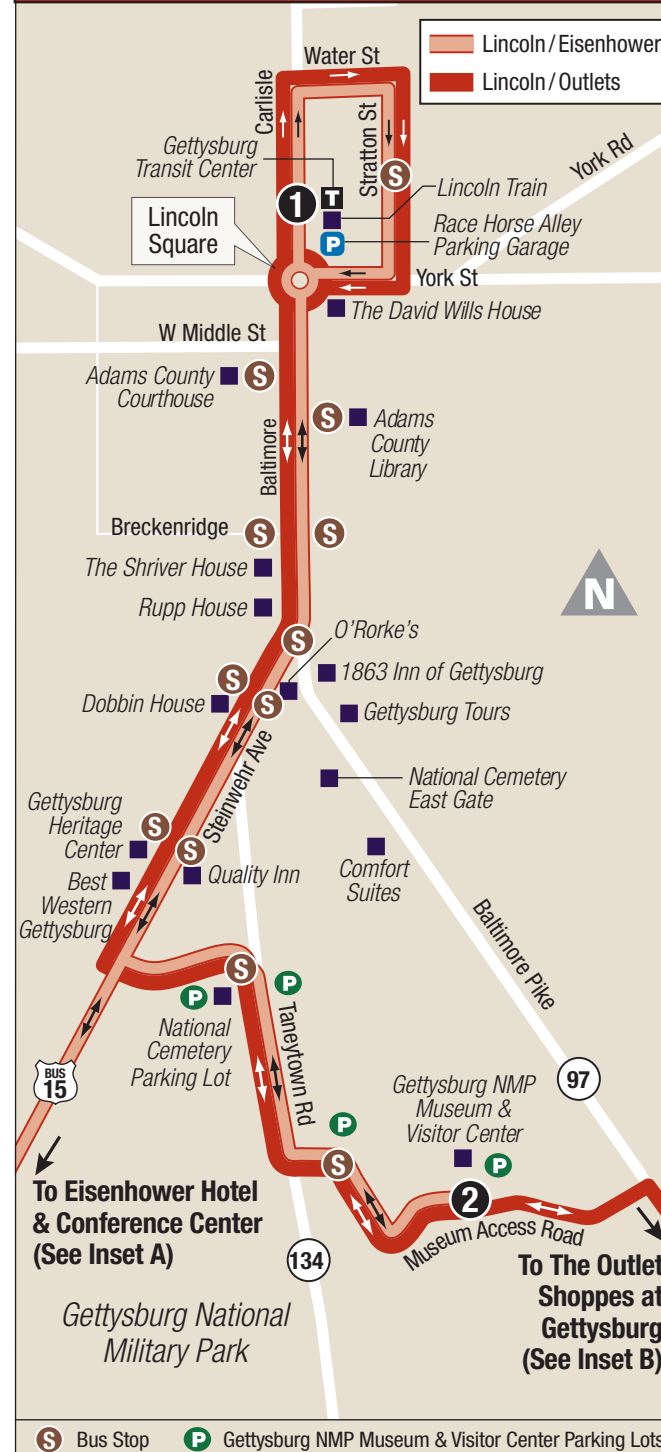 Lincoln / Eisenhower
Lincoln / Outlets
Water St
Carlisle
Stratton St
York Rd
Gettysburg
Transit Center
T
S
1
Lincoln Train
P
Race Horse Alley
Parking Garage
Lincoln
Square
York St
The David Wills House
W Middle St
Adams County
Courthouse
S
S
Adams
County
Library
Baltimore
Breckenridge
S
S
The Shriver House
Rupp House
N
O'Rorke's
S
1863 Inn of Gettysburg
S
Dobbin House
S
Gettysburg Tours
Steinwehr Ave
National Cemetery
East Gate
Gettysburg
Heritage
Center
S
S
Quality Inn
Best
Western
Gettysburg
Comfort
Suites
Baltimore Pike
S
P
P
National
Cemetery
Parking Lot
Taneytown Rd
BUS
15
97
Gettysburg NMP
Museum &
Visitor Center
P
S
P
2
Museum Access Road
To Eisenhower Hotel
& Conference Center
(See Inset A)
134
To The Outlet
Shoppes at
Gettysburg
(See Inset B)
Gettysburg National
Military Park
S Bus Stop
P Gettysburg NMP Museum & Visitor Center Parking Lots